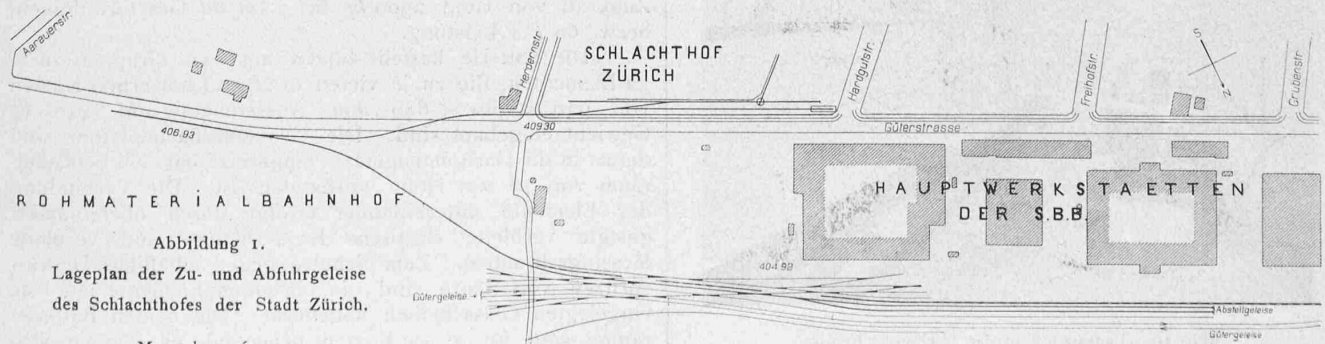 Aarauerstr.
Herdernstr.
SCHLACHTHOF
ZÜRICH
Hardgutstr.
Freihofstr.
Grubenstr.
S
N
406.93
409.30
Güterstrasse
ROHMATERIALBAHNHOF
HAUPTWERKSTAETTEN
DER S.B.B.
Abbildung 1.
Lageplan der Zu- und Abfuhrgeleise
des Schlachthofes der Stadt Zürich.
404.98
Gütergeleise
Abstellgeleise
Gütergeleise